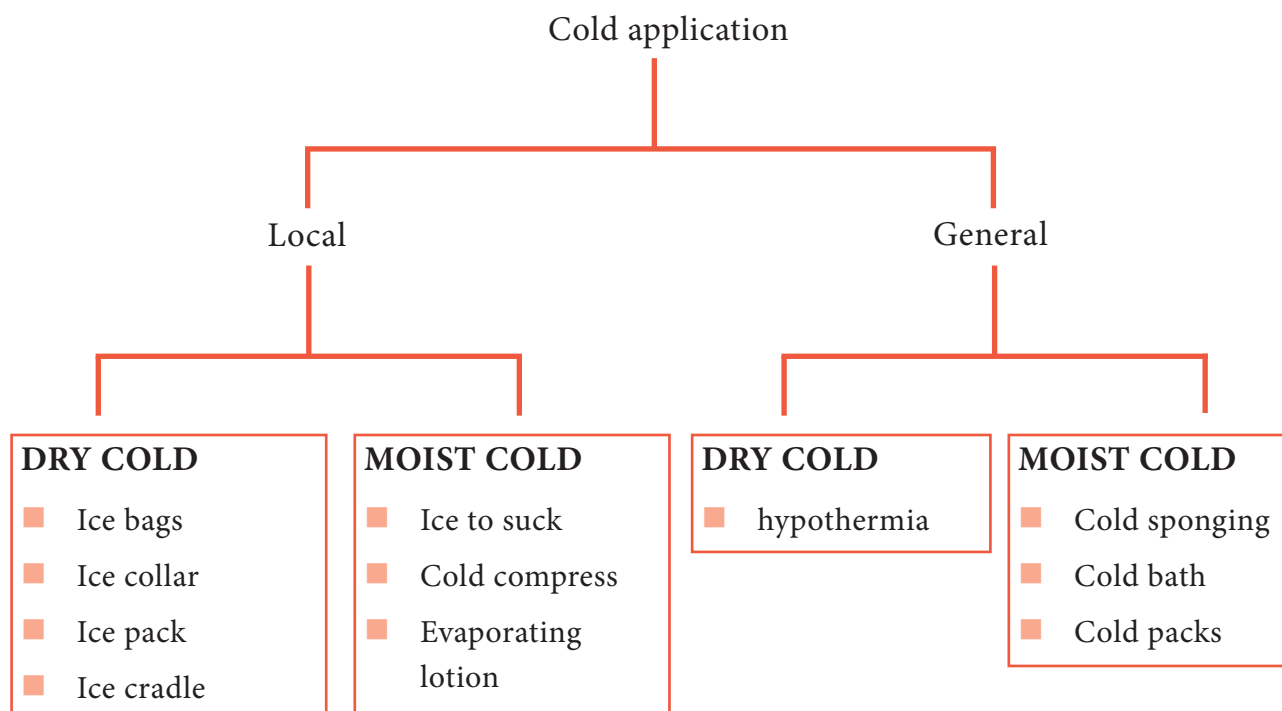 Cold application
Local
General
DRY COLD
Ice bags
Ice collar
Ice pack
Ice cradle
MOIST COLD
Ice to suck
Cold compress
Evaporating
lotion
DRY COLD
hypothermia
MOIST COLD
Cold sponging
Cold bath
Cold packs